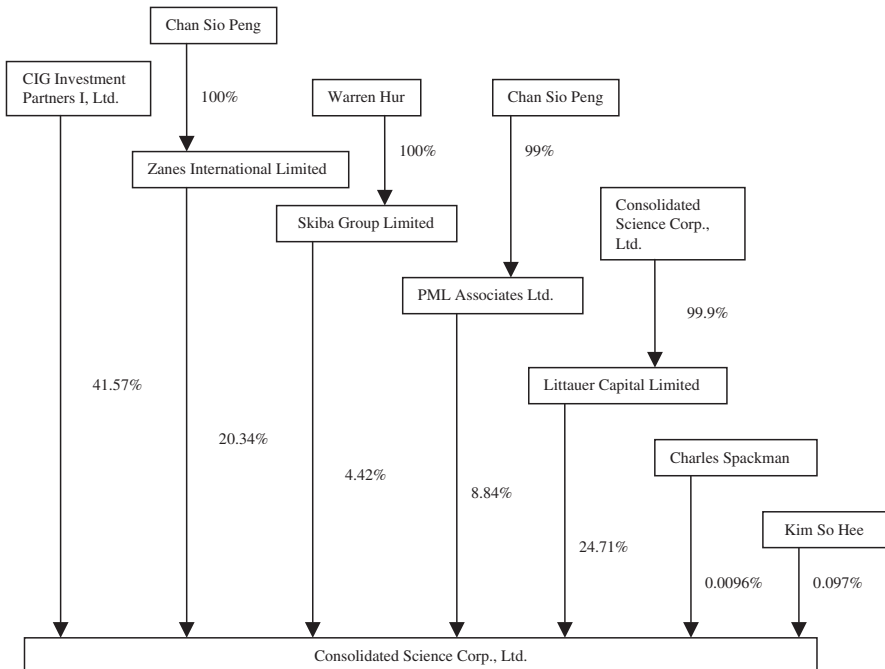 Chan Sio Peng
CIG Investment
Partners I, Ltd.
100%
Warren Hur
Chan Sio Peng
100%
99%
Zanes International Limited
Consolidated
Science Corp.,
Ltd.
Skiba Group Limited
PML Associates Ltd.
99.9%
41.57%
Littauer Capital Limited
20.34%
4.42%
Charles Spackman
8.84%
Kim So Hee
24.71%
0.0096%
0.097%
Consolidated Science Corp., Ltd.